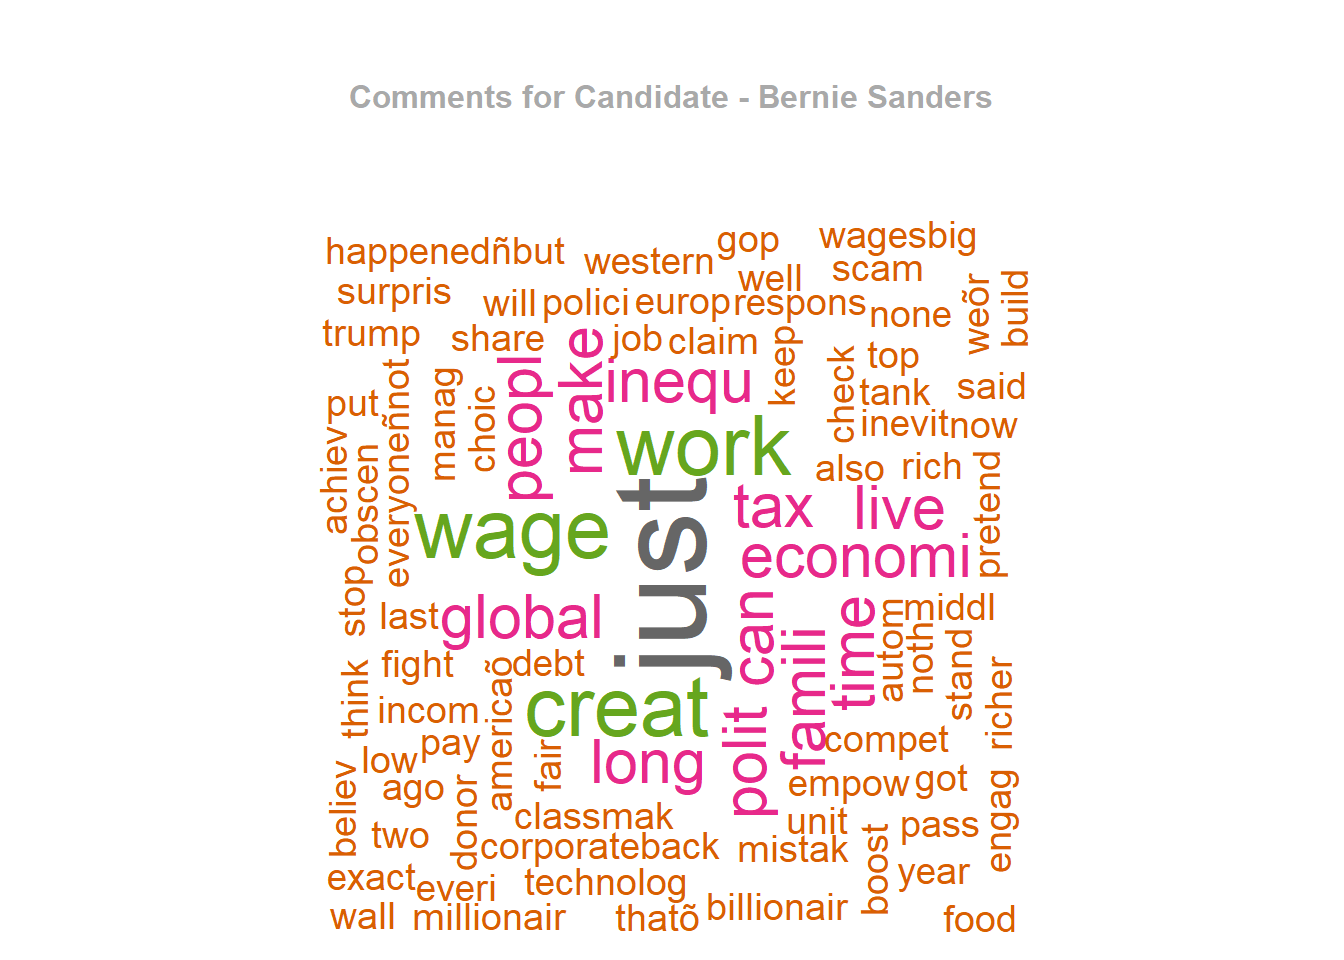 Comments for Candidate - Bernie Sanders
happenedñbut
western
gop
wagesbig
surpris
will
polici
europ
well
respons
scam
none
weõr
build
trump
share
job
claim
keep
top
put
everyoneñnot
manag
choic
peopl
make
inequ
check
tank
said
achiev
obscen
work
inevit
now
also
rich
pretend
wage
just
tax
live
economi
stop
last
global
can
famili
time
autom
middl
noth
stand
richer
think
fight
americaõ
debt
incom
creat
polit
low
pay
fair
long
compet
believ
ago
donor
empow
got
engag
two
classmak
unit
pass
corporateback
mistak
boost
exact
everi
technolog
year
wall
millionair
thatõ
billionair
food